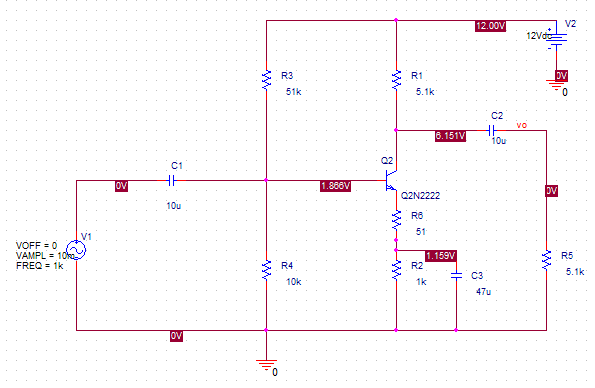 12.00V
V2
12Vdc
0V
0
R3
51k
R1
5.1k
C2
vo
10u
6.151V
C1
10u
0V
1.866V
Q2
Q2N2222
0V
R6
51
V1
VOFF = 0
VAMPL = 10m
FREQ = 1k
R4
10k
1.159V
R2
1k
C3
47u
R5
5.1k
0V
0